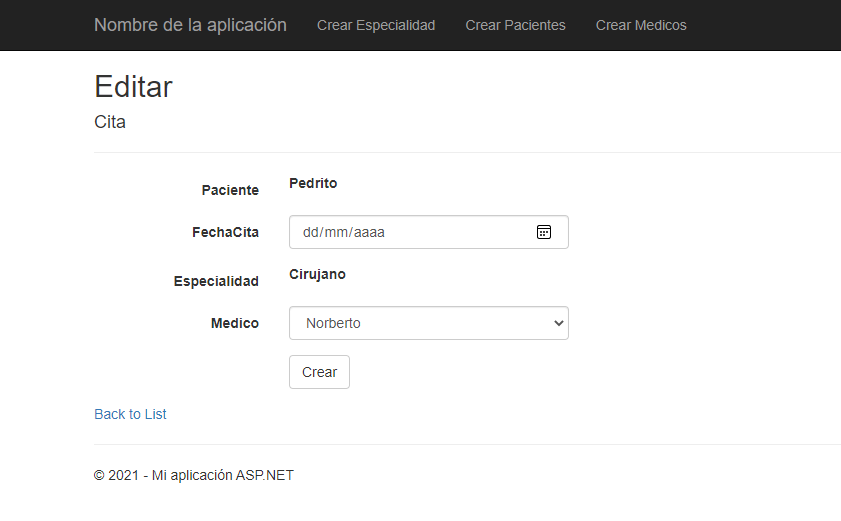 Nombre de la aplicación Crear Especialidad Crear Pacientes Crear Medicos
Editar
Cita
Paciente Pedrito
FechaCita dd/mm/aaaa
Especialidad Cirujano
Medico Norberto
Crear
Back to List
© 2021 - Mi aplicación ASP.NET